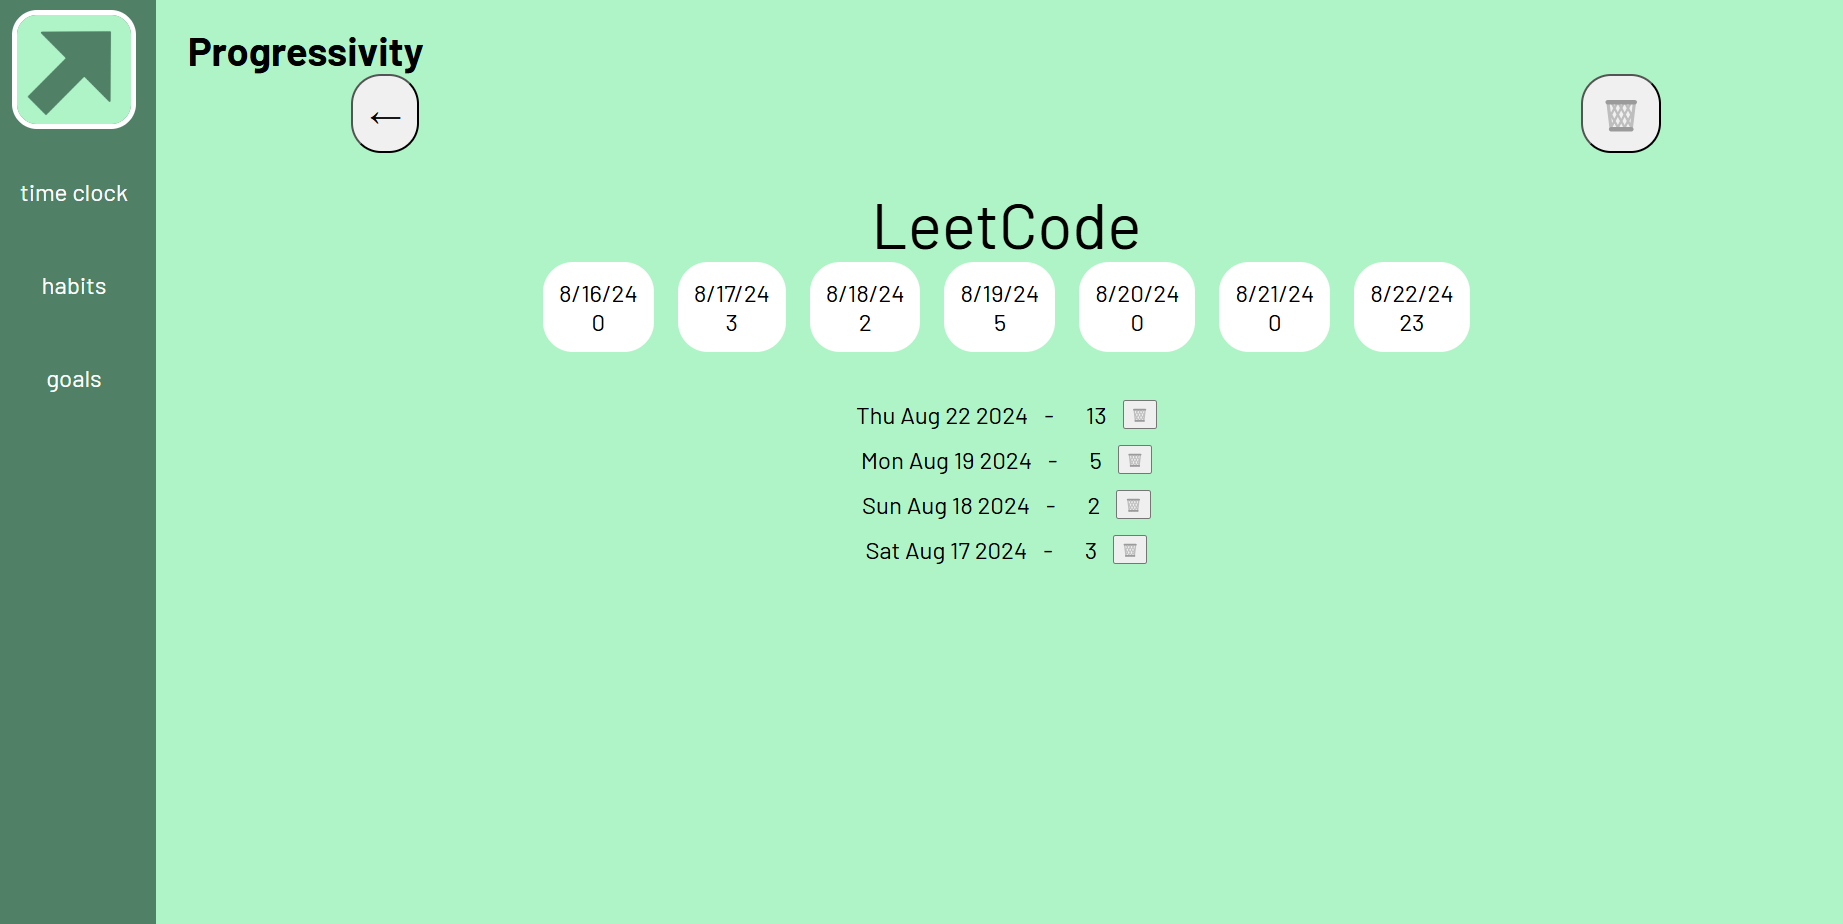 Progressivity
←
time clock
habits
goals
LeetCode
8/16/24 8/17/24 8/18/24 8/19/24 8/20/24 8/21/24 8/22/24
0 3 2 5 0 0 23
Thu Aug 22 2024 - 13
Mon Aug 19 2024 - 5
Sun Aug 18 2024 - 2
Sat Aug 17 2024 - 3